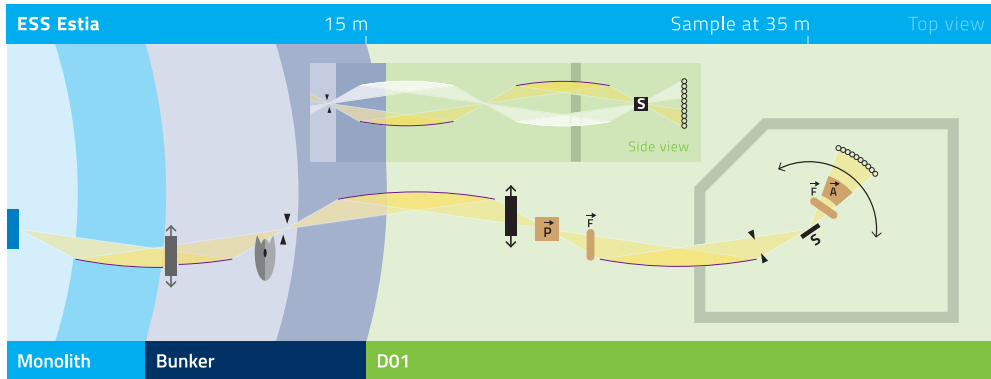 ESS Estia 15 m Sample at 35 m Top view
S
Side view
P
F
F
A
S
Monolith Bunker D01